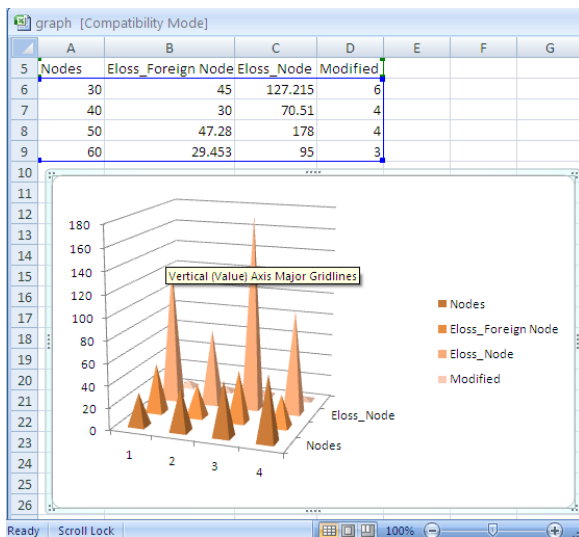 graph [Compatibility Mode]
A B C D E F G
5 Nodes Eloss_Foreign Node Eloss_Node Modified
6 30 45 127.215 6
7 40 30 70.51 4
8 50 47.28 178 4
9 60 29.453 95 3
10
11
12
13
14
15
16
17
18
19
20
21
22
23
24
25
26
180
160
140
120
100
80
60
40
20
0
Vertical (Value) Axis Major Gridlines
1 2 3 4
Eloss_Node
Nodes
Nodes
Eloss_Foreign Node
Eloss_Node
Modified
Ready Scroll Lock 100%